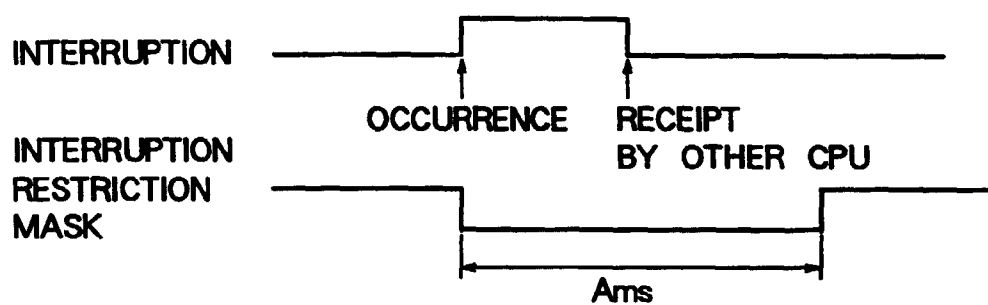 INTERRUPTION
OCCURRENCE
RECEIPT
BY OTHER CPU
INTERRUPTION
RESTRICTION
MASK
Ams